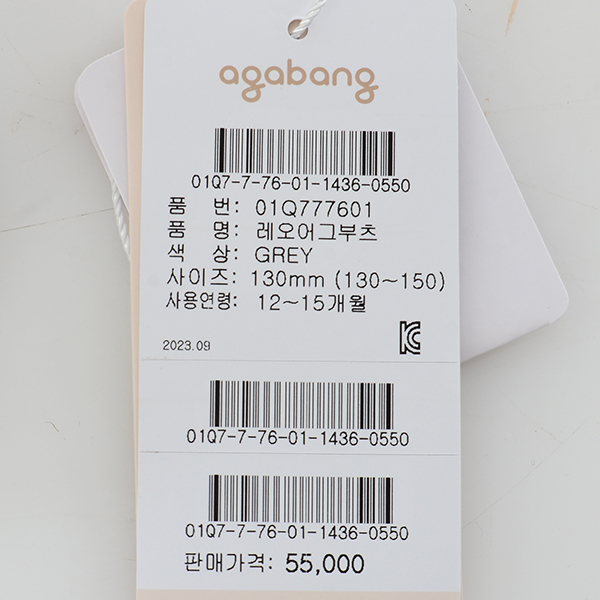 agabang
01Q7-7-76-01-1436-0550
품 번: 01Q777601
품 명: 레오어그부츠
색 상: GREY
사이즈: 130mm (130~150)
사용연령: 12~15개월
2023.09
01Q7-7-76-01-1436-0550
01Q7-7-76-01-1436-0550
판매가격: 55,000